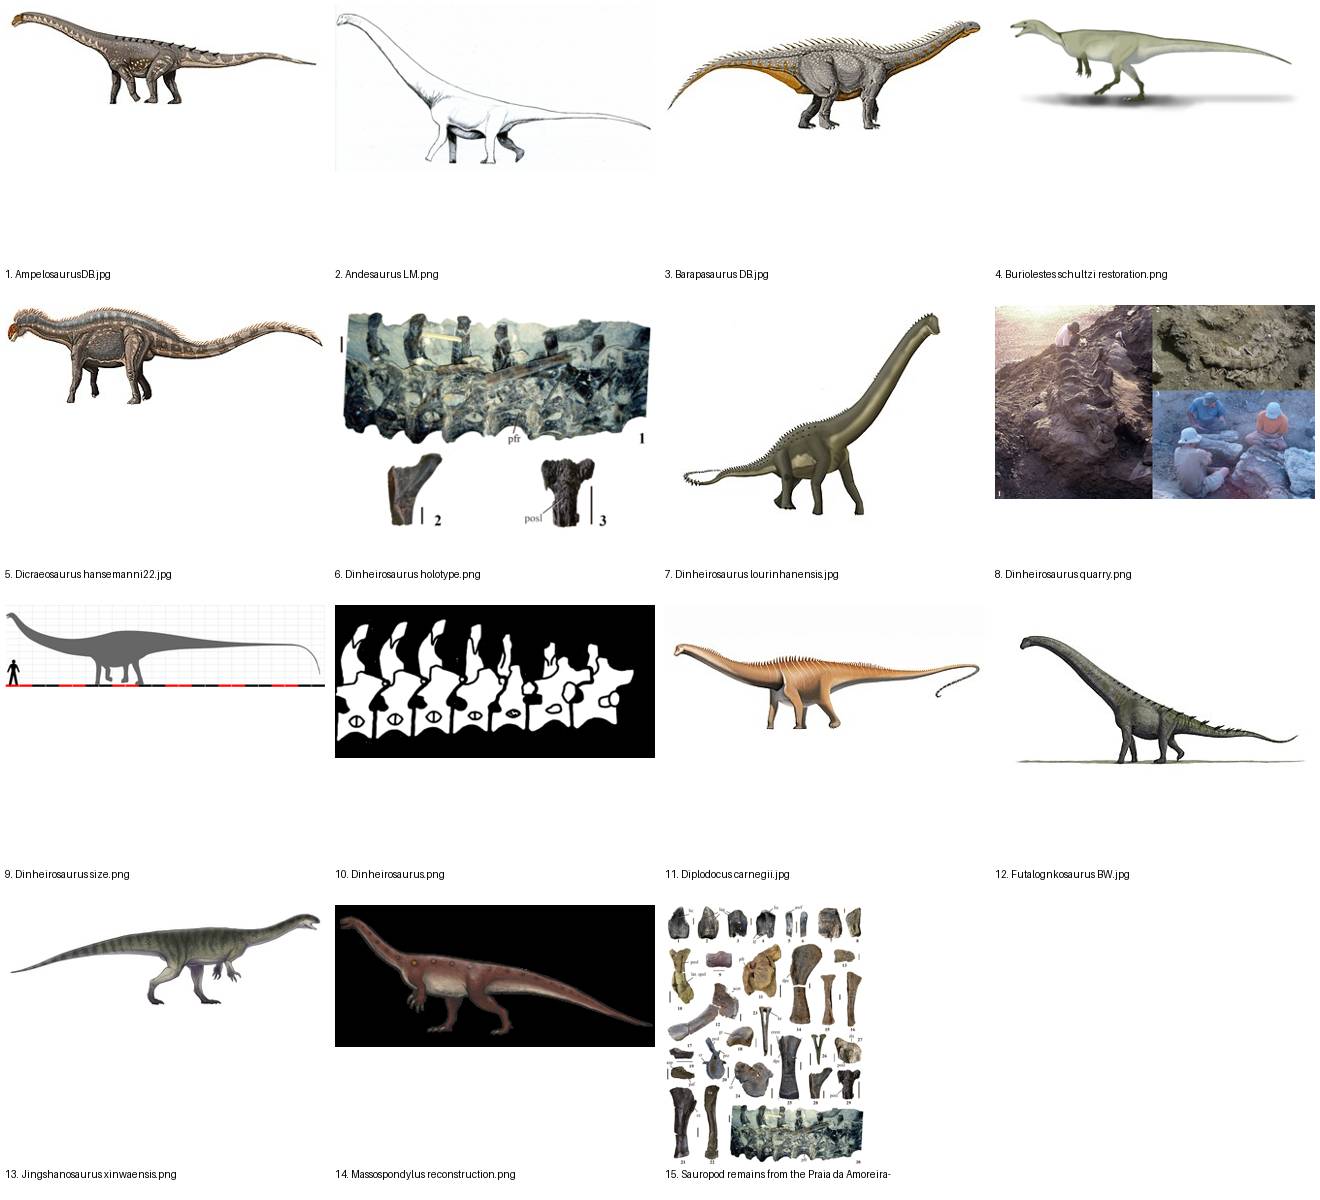 1. AmpelosaurusDB.jpg
2. Andesaurus LM.png
3. Barapasaurus DB.jpg
4. Buriolestes schultzi restoration.png
pfr
1
2
posl
3
2
3
1
5. Dicraeosaurus hansemanni22.jpg
6. Dinheirosaurus holotype.png
7. Dinheirosaurus lourinhanensis.jpg
8. Dinheirosaurus quarry.png
9. Dinheirosaurus size.png
10. Dinheirosaurus.png
11. Diplodocus carnegii.jpg
12. Futalognkosaurus BW.jpg
13. Jingshanosaurus xinwaensis.png
14. Massospondylus reconstruction.png
15. Sauropod remains from the Praia da Amoreira-